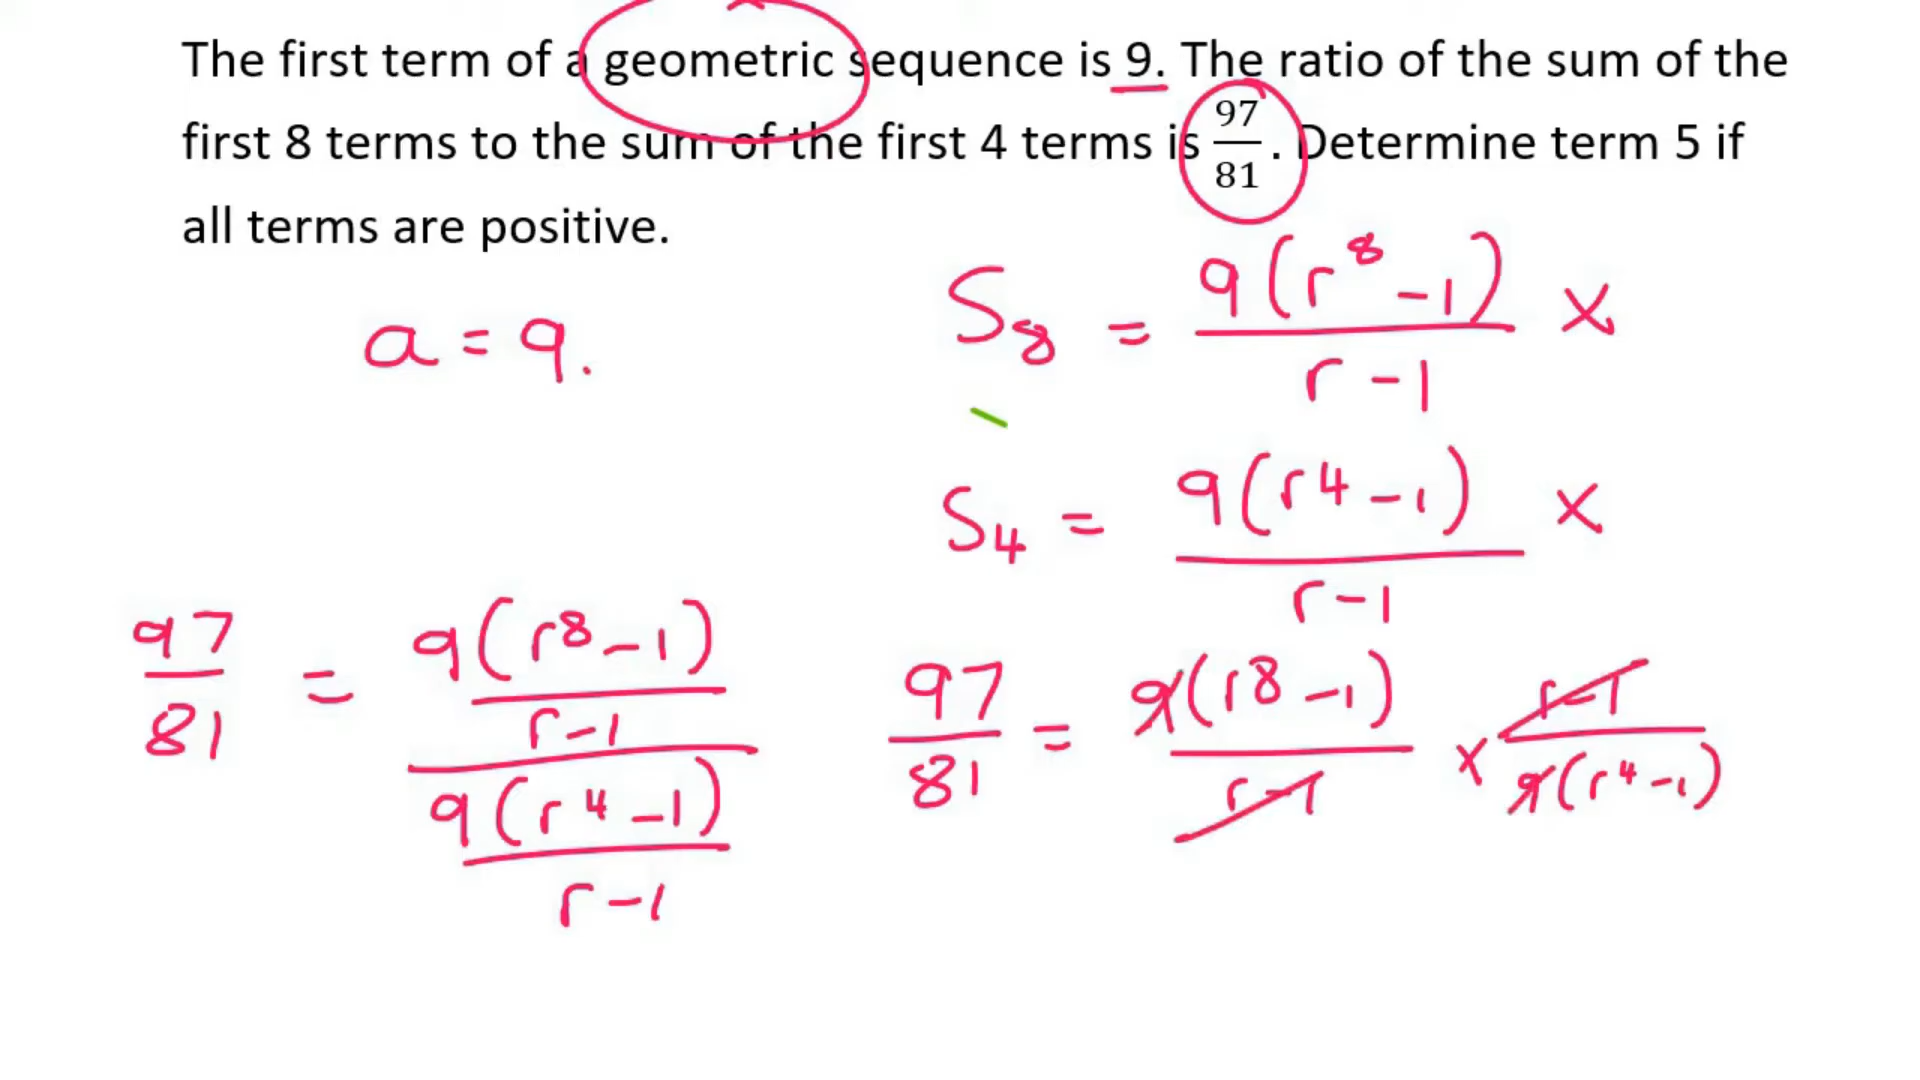 The first term of a geometric sequence is 9. The ratio of the sum of the
first 8 terms to the sum of the first 4 terms is 97/81. Determine term 5 if
all terms are positive.
a = 9.
S₈ = 9(r⁸ - 1)/(r - 1) ×
S₄ = 9(r⁴ - 1)/(r - 1) ×
97/81 = (9(r⁸ - 1)/(r - 1))/(9(r⁴ - 1)/(r - 1))
97/81 = 9(r⁸ - 1)/(r - 1) × (r - 1)/(9(r⁴ - 1))